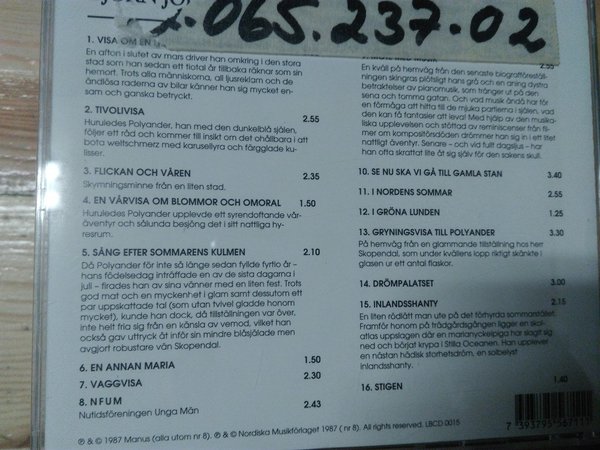 065.237.02
1. VISA OM EN
En afton i slutet av mars driver han omkring i den stora
stad som han sedan ett tiotal år tillbaka räknar som sin
hemort. Trots alla människorna, all ljusreklam och de
ändlösa raderna av bilar känner han sig mycket en-
sam och ganska betryckt.
2. TIVOLIVISA 2.55
Huruledes Polyander, han med den dunkelblå själen,
följer ett råd och kommer till insikt om det ohållbara i att
bota weltschmerz med karusellyra och färgglade ku-
lisser.
3. FLICKAN OCH VÅREN 2.35
Skymningsminne från en liten stad.
4. EN VÅRVISA OM BLOMMOR OCH OMORAL 1.50
Huruledes Polyander upplevde ett syrendoftande vår-
äventyr och sålunda besjöng det i sitt nattliga hy-
resrum.
5. SÅNG EFTER SOMMARENS KULMEN 2.10
Då Polyander för inte så länge sedan fyllde fyrtio år –
hans födelsedag inträffade en av de sista dagarna i
juli – firades han av sina vänner med en liten fest. Trots
god mat och en myckenhet i glam samt dessutom ett
par uppskattade tal (som utan tvivel gladde honom
mycket), kunde han dock, då tillställningen var över,
inte helt fria sig från en känsla av vemod, vilket han
också gav uttryck åt inför sin mindre blåsjälade men
avgjort robustare vän Skopendal.
6. EN ANNAN MARIA 1.50
7. VAGGVISA 2.30
8. NFUM 2.43
Nutidsföreningen Unga Män
En kväll på hemväg från den senaste biografföreställ-
ningen skingras plötsligt hans grå och en aning dystra
betraktelser av pianomusik, som tränger ut på den
sena och tomma gatan. Och vad musik ändå har för
en förmåga att hitta till de mjuka partierna i själen, vad
den kan få fantasier att leva! Med hjälp av den musika-
liska upplevelsen och stöttad av reminiscenser från fil-
mer om kompositörsdöden drömmer han sig in i ett stet
nattligt äventyr. Senare – och vid fullt dagsljus – har
han ofta skrattat lite åt sig själv för den sakens skull.
10. SE NU SKA VI GÅ TILL GAMLA STAN 3.40
11. I NORDENS SOMMAR 2.55
12. I GRÖNA LUNDEN 1.25
13. GRYNINGSVISA TILL POLYANDER 3.30
På hemväg från en glammande tillställning hos herr
Skopendal, som under kvällens lopp riktigt skänkte i
glasen ur ett antal flaskor.
14. DRÖMPALATSET 3.00
15. INLANDSSHANTY 2.15
En liten rödlätt man ute på det förhyrda sommarstället.
Framför honom på trädgårdsgången ligger en skol-
atlas uppslagen där en marianyckelpiga har slagit sig
ned och börjat krypa i Stilla Oceanen. Han upplever
en nästan hädisk storhetsdröm, en solbelyst
inlandsshanty.
16. STIGEN 1.40
℗ & © 1987 Manus (alla utom nr 8). ℗ & © Nordiska Musikförlaget 1987 ( nr 8). All rights reserved. LBCD 0015